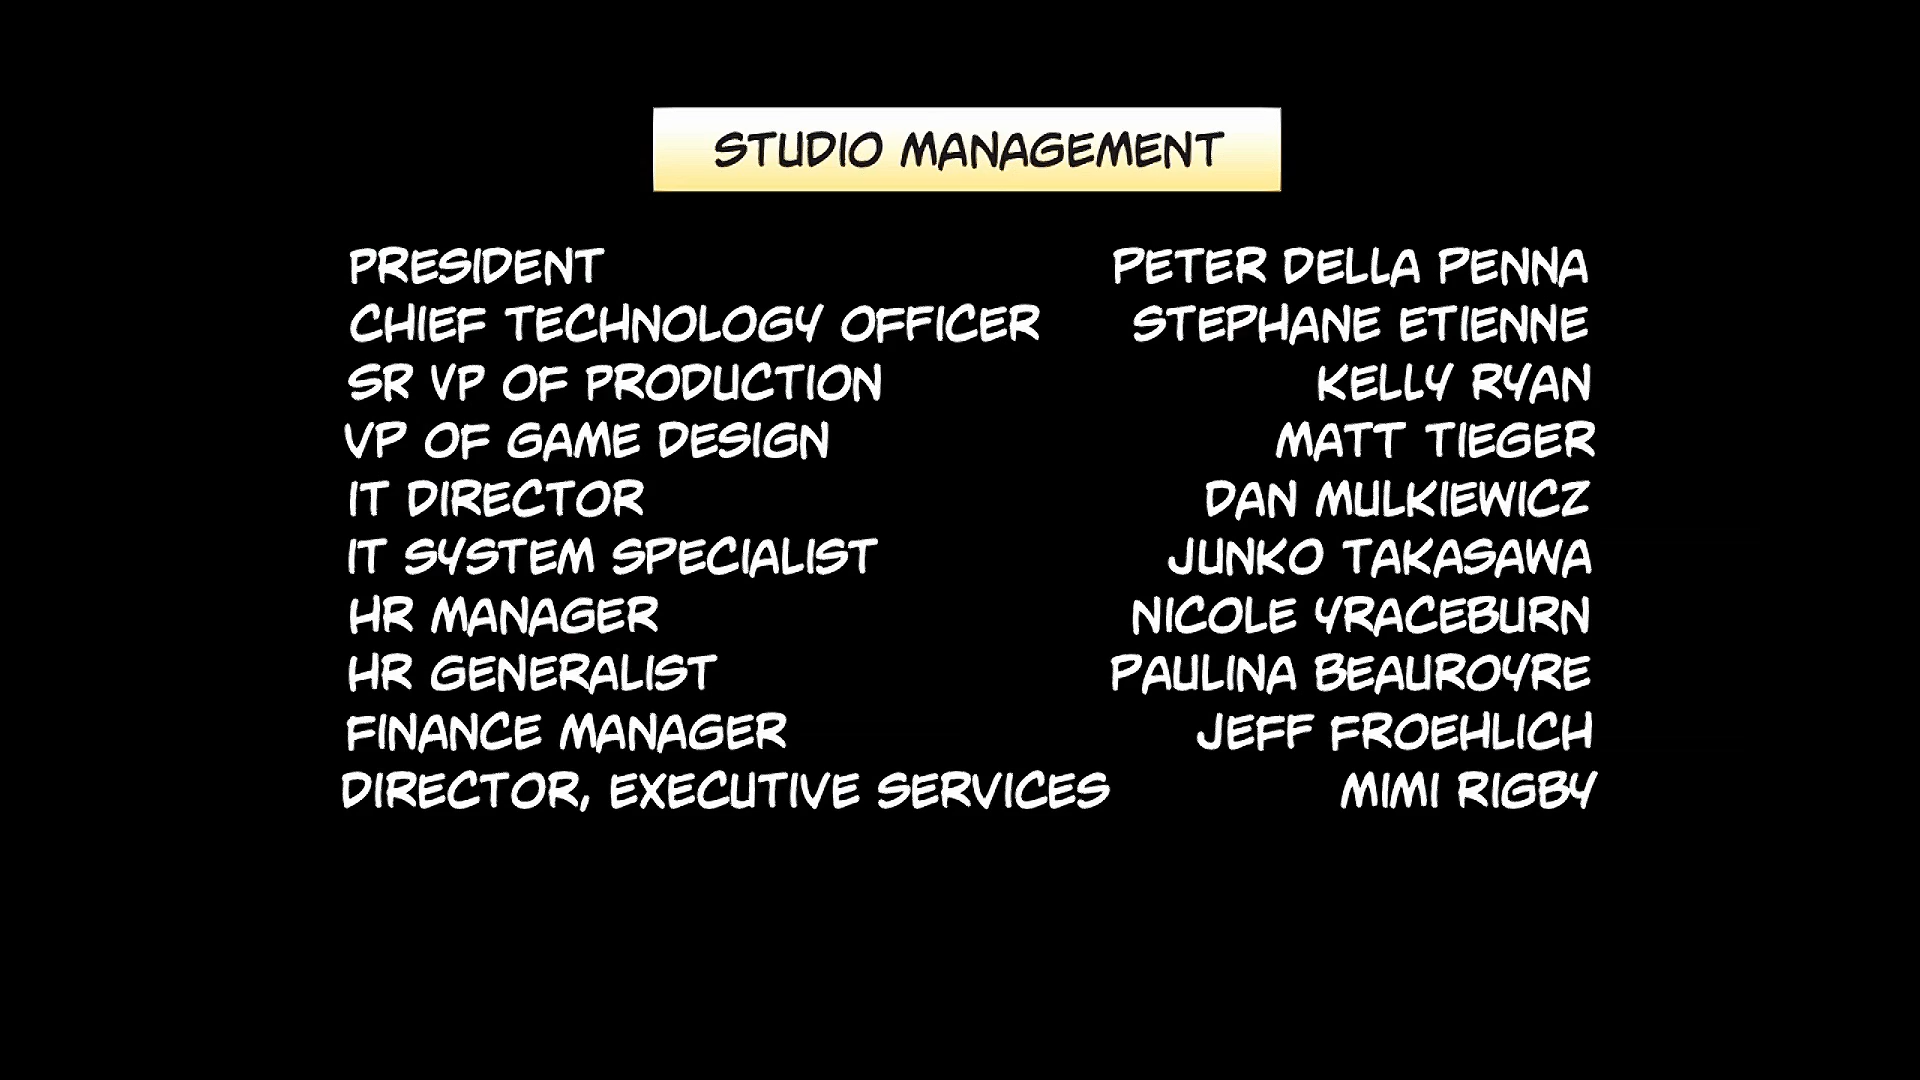 STUDIO MANAGEMENT
PRESIDENT PETER DELLA PENNA
CHIEF TECHNOLOGY OFFICER STEPHANE ETIENNE
SR VP OF PRODUCTION KELLY RYAN
VP OF GAME DESIGN MATT TIEGER
IT DIRECTOR DAN MULKIEWICZ
IT SYSTEM SPECIALIST JUNKO TAKASAWA
HR MANAGER NICOLE YRACEBURN
HR GENERALIST PAULINA BEAUROYRE
FINANCE MANAGER JEFF FROEHLICH
DIRECTOR, EXECUTIVE SERVICES MIMI RIGBY